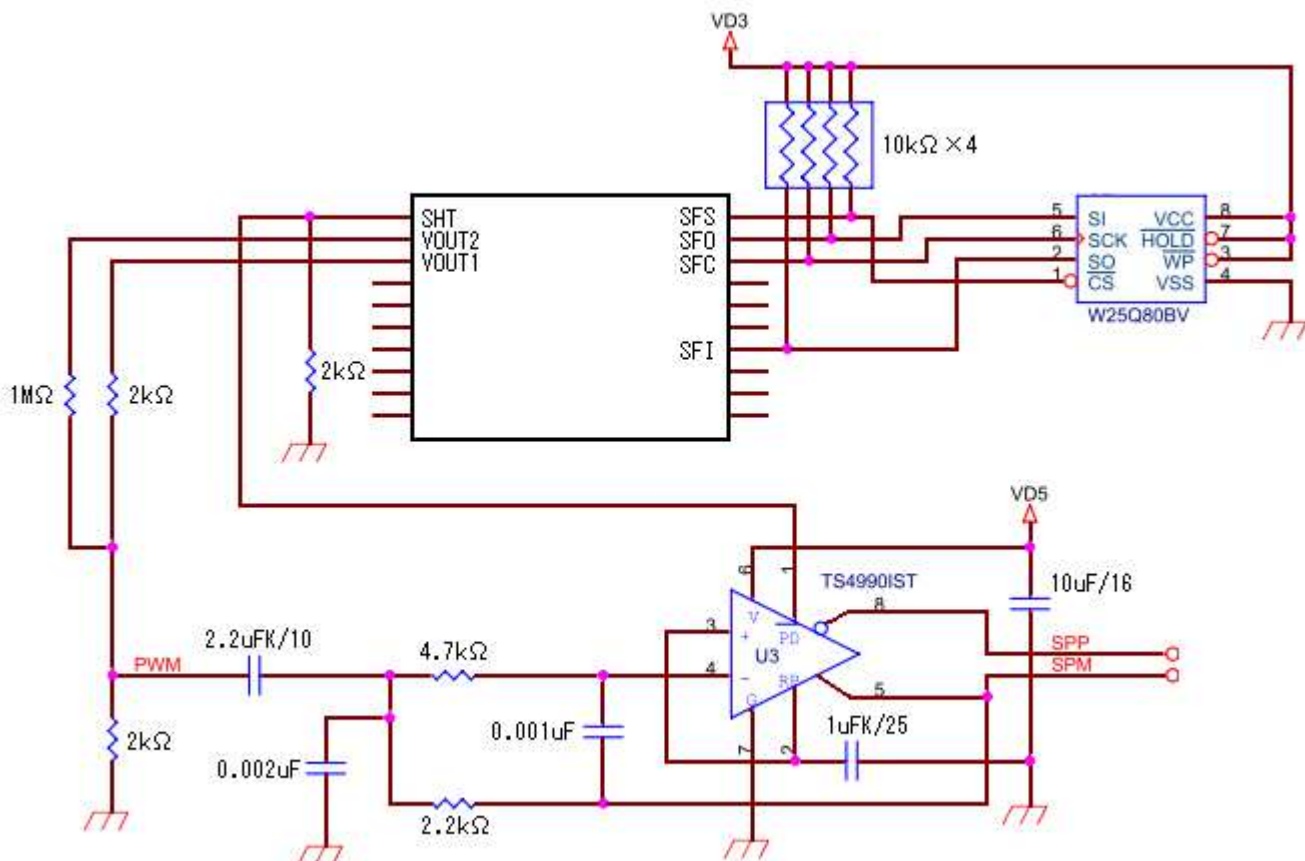 VD3
10kΩ×4
SHT
VOUT2
VOUT1
SFS
SFO
SFC
SFI
5
6
2
1
SI
SCK
SO
CS
VCC
HOLD
WP
VSS
8
7
3
4
W25Q80BV
1MΩ
2kΩ
2kΩ
VD5
TS4990IST
10uF/16
6
1
8
V
3
+
PD
U3
4
−
RP
G
5
7
2
SPP
SPM
PWM
2.2uFK/10
4.7kΩ
2kΩ
0.002uF
0.001uF
1uFK/25
2.2kΩ